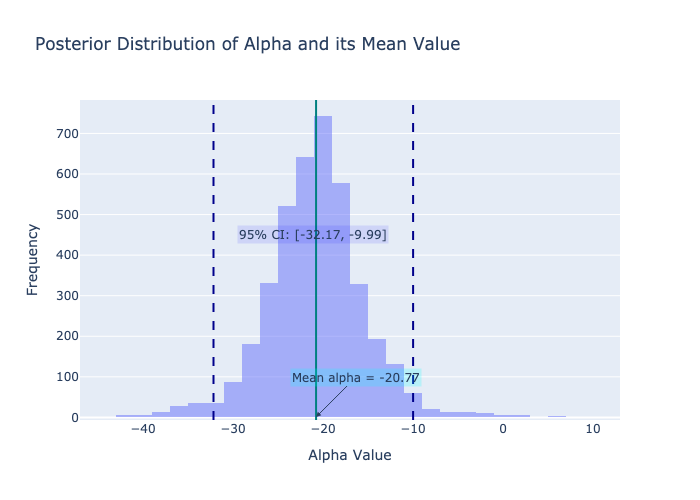 Posterior Distribution of Alpha and its Mean Value
700
600
500
400
300
200
100
0
Frequency
95% CI: [-32.17, -9.99]
Mean alpha = -20.77
−40
−30
−20
−10
0
10
Alpha Value